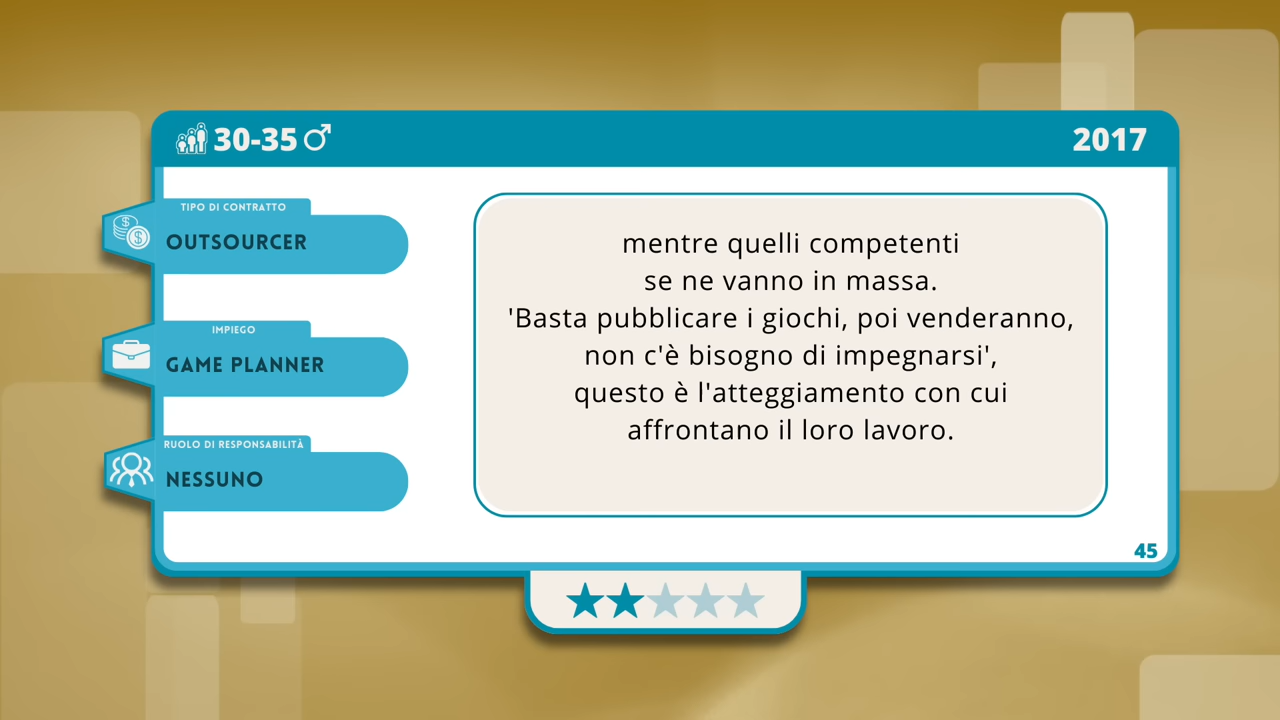 30-35
2017
TIPO DI CONTRATTO
OUTSOURCER
IMPIEGO
GAME PLANNER
RUOLO DI RESPONSABILITÀ
NESSUNO
mentre quelli competenti
se ne vanno in massa.
'Basta pubblicare i giochi, poi venderanno,
non c'è bisogno di impegnarsi',
questo è l'atteggiamento con cui
affrontano il loro lavoro.
45